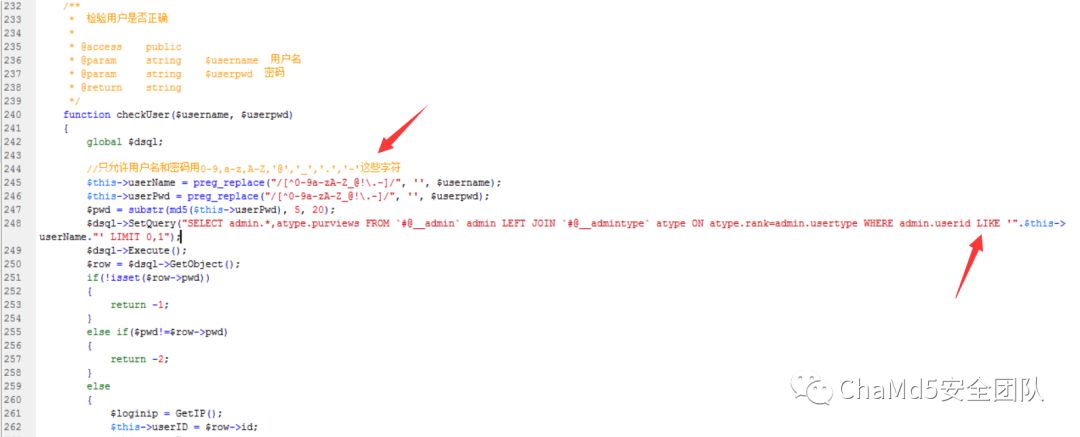 232 /**
233 * 检验用户是否正确
234 *
235 * @access public
236 * @param string $username 用户名
237 * @param string $userpwd 密码
238 * @return string
239 */
240 function checkUser($username, $userpwd)
241 {
242 global $dsql;
243
244 //只允许用户名和密码用0-9,a-z,A-Z,'@','_','.','-'这些字符
245 $this->userName = preg_replace("/[^0-9a-zA-Z_@!\.-]/", '', $username);
246 $this->userPwd = preg_replace("/[^0-9a-zA-Z_@!\.-]/", '', $userpwd);
247 $pwd = substr(md5($this->userPwd), 5, 20);
248 $dsql->SetQuery("SELECT admin.*,atype.purviews FROM `#@__admin` admin LEFT JOIN `#@__admintype` atype ON atype.rank=admin.usertype WHERE admin.userid LIKE '".$this->
userName."' LIMIT 0,1");
249 $dsql->Execute();
250 $row = $dsql->GetObject();
251 if(!isset($row->pwd))
252 {
253 return -1;
254 }
255 else if($pwd!=$row->pwd)
256 {
257 return -2;
258 }
259 else
260 {
261 $loginip = GetIP();
262 $this->userID = $row->id;
ChaMd5安全团队